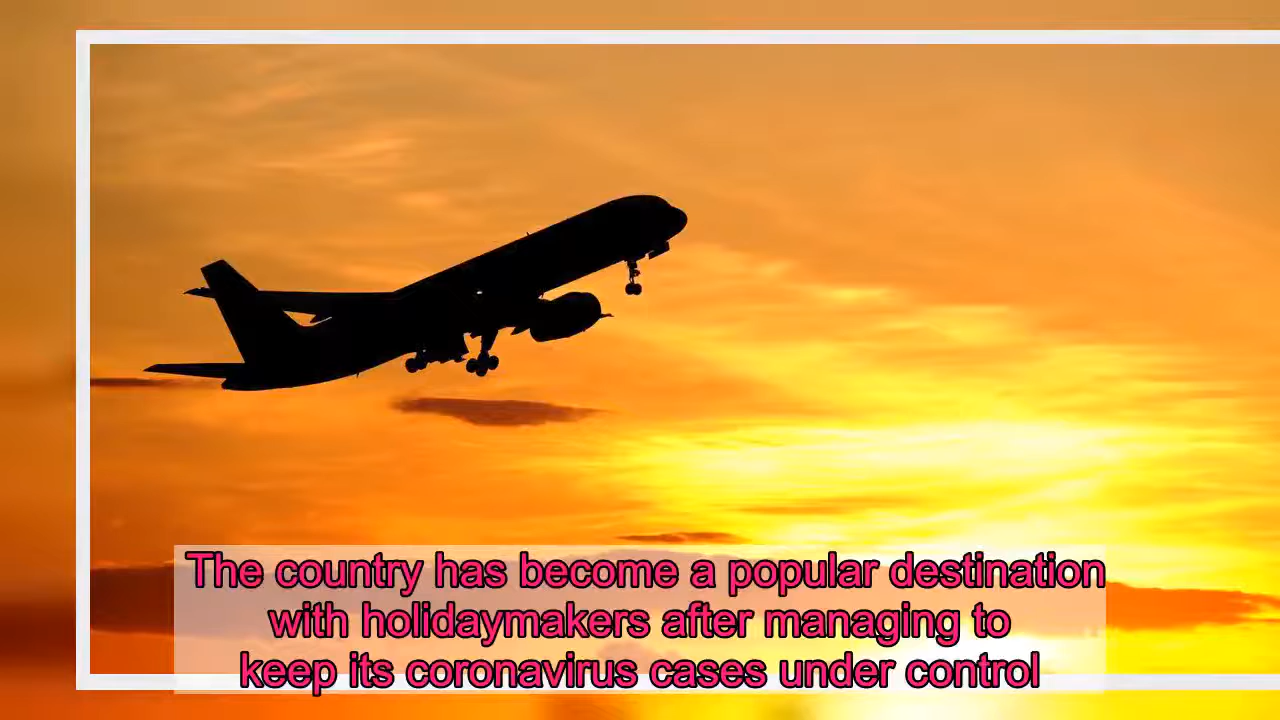 The country has become a popular destination
with holidaymakers after managing to
keep its coronavirus cases under control